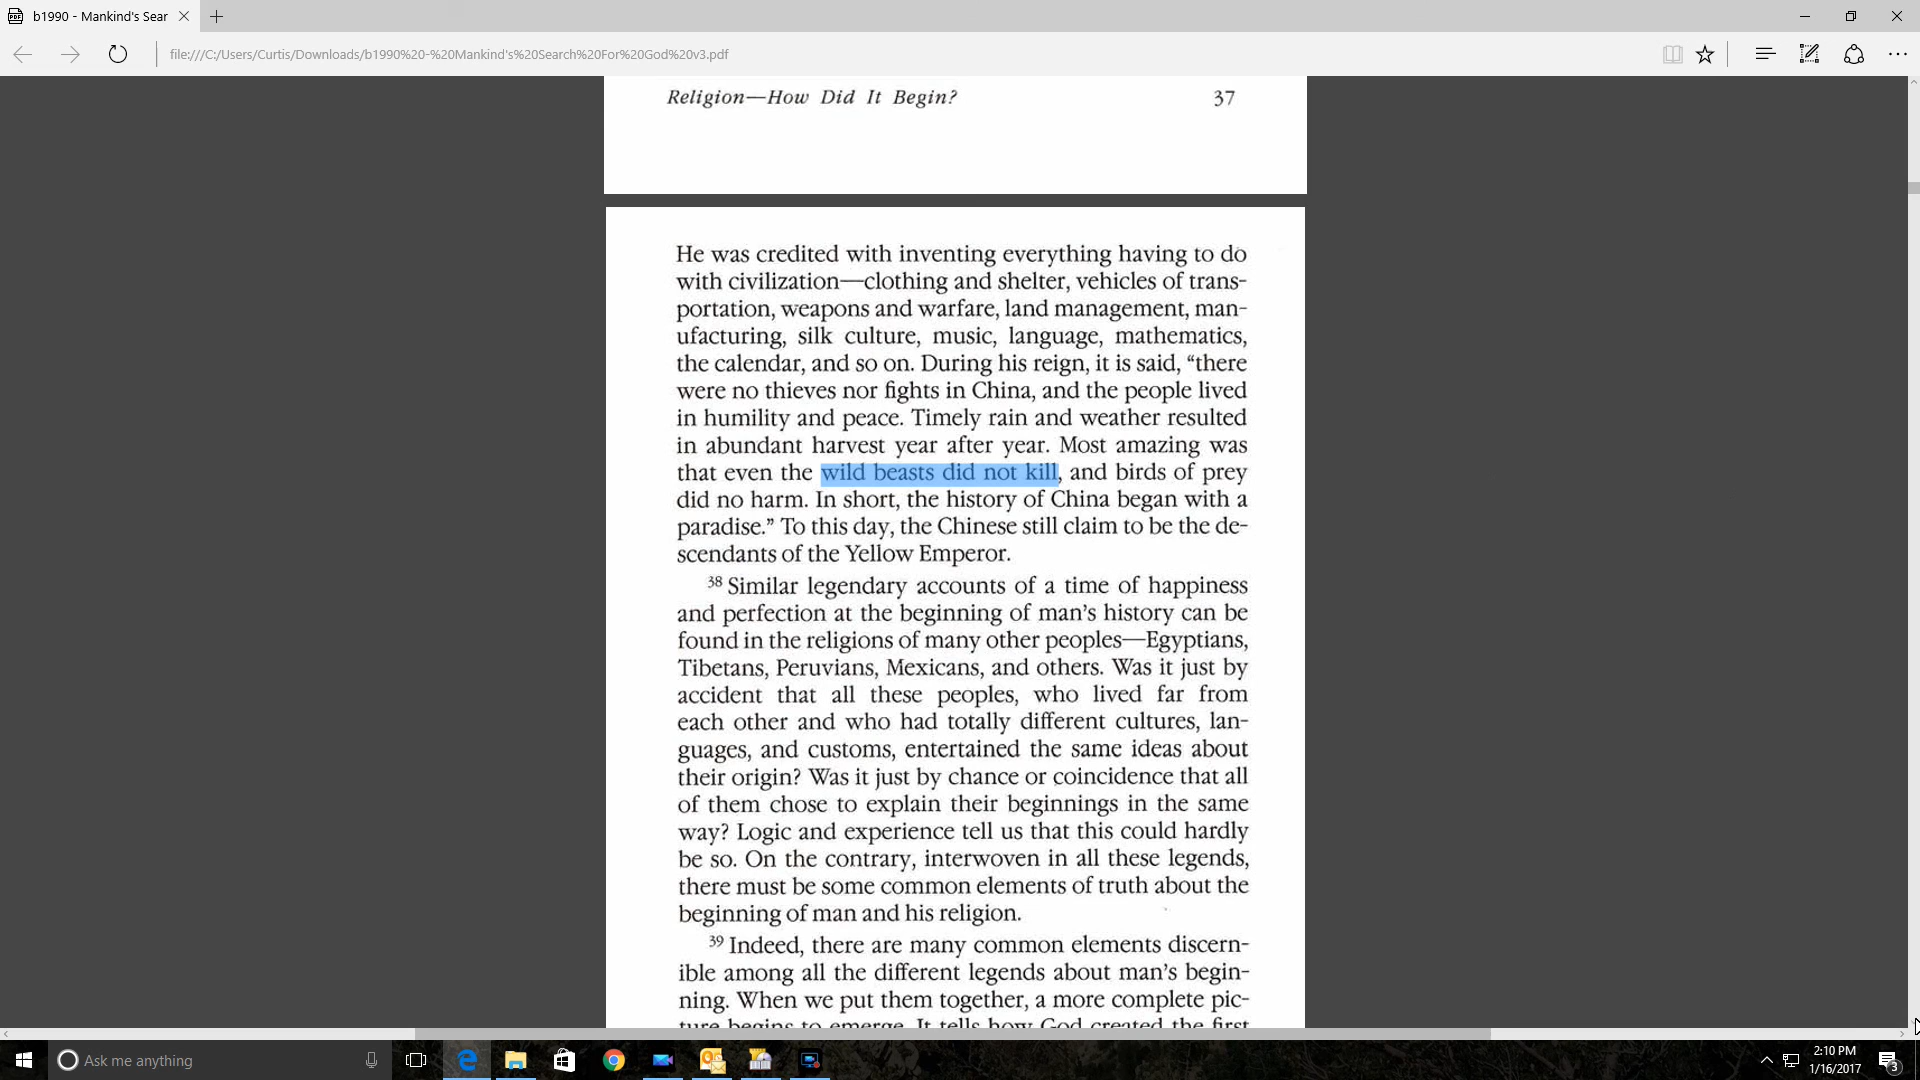 b1990 - Mankind's Sear
file:///C:/Users/Curtis/Downloads/b1990%20-%20Mankind's%20Search%20For%20God%20v3.pdf
Religion—How Did It Begin? 37
He was credited with inventing everything having to do
with civilization—clothing and shelter, vehicles of trans-
portation, weapons and warfare, land management, man-
ufacturing, silk culture, music, language, mathematics,
the calendar, and so on. During his reign, it is said, “there
were no thieves nor fights in China, and the people lived
in humility and peace. Timely rain and weather resulted
in abundant harvest year after year. Most amazing was
that even the wild beasts did not kill, and birds of prey
did no harm. In short, the history of China began with a
paradise.” To this day, the Chinese still claim to be the de-
scendants of the Yellow Emperor.
38 Similar legendary accounts of a time of happiness
and perfection at the beginning of man’s history can be
found in the religions of many other peoples—Egyptians,
Tibetans, Peruvians, Mexicans, and others. Was it just by
accident that all these peoples, who lived far from
each other and who had totally different cultures, lan-
guages, and customs, entertained the same ideas about
their origin? Was it just by chance or coincidence that all
of them chose to explain their beginnings in the same
way? Logic and experience tell us that this could hardly
be so. On the contrary, interwoven in all these legends,
there must be some common elements of truth about the
beginning of man and his religion.
39 Indeed, there are many common elements discern-
ible among all the different legends about man’s begin-
ning. When we put them together, a more complete pic-
ture begins to emerge. It tells how God created the first
Ask me anything
2:10 PM
1/16/2017
3